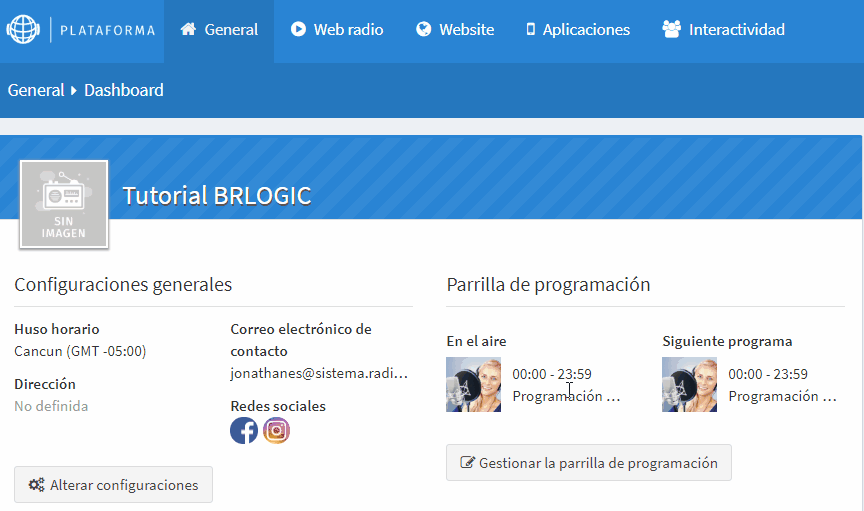 PLATAFORMA
General
Web radio
Website
Aplicaciones
Interactividad
General
Dashboard
SIN
IMAGEN
Tutorial BRLOGIC
Configuraciones generales
Huso horario
Cancun (GMT -05:00)
Dirección
No definida
Correo electrónico de
contacto
jonathanes@sistema.radi...
Redes sociales
Alterar configuraciones
Parrilla de programación
En el aire
00:00 - 23:59
Programación ...
Siguiente programa
00:00 - 23:59
Programación ...
Gestionar la parrilla de programación